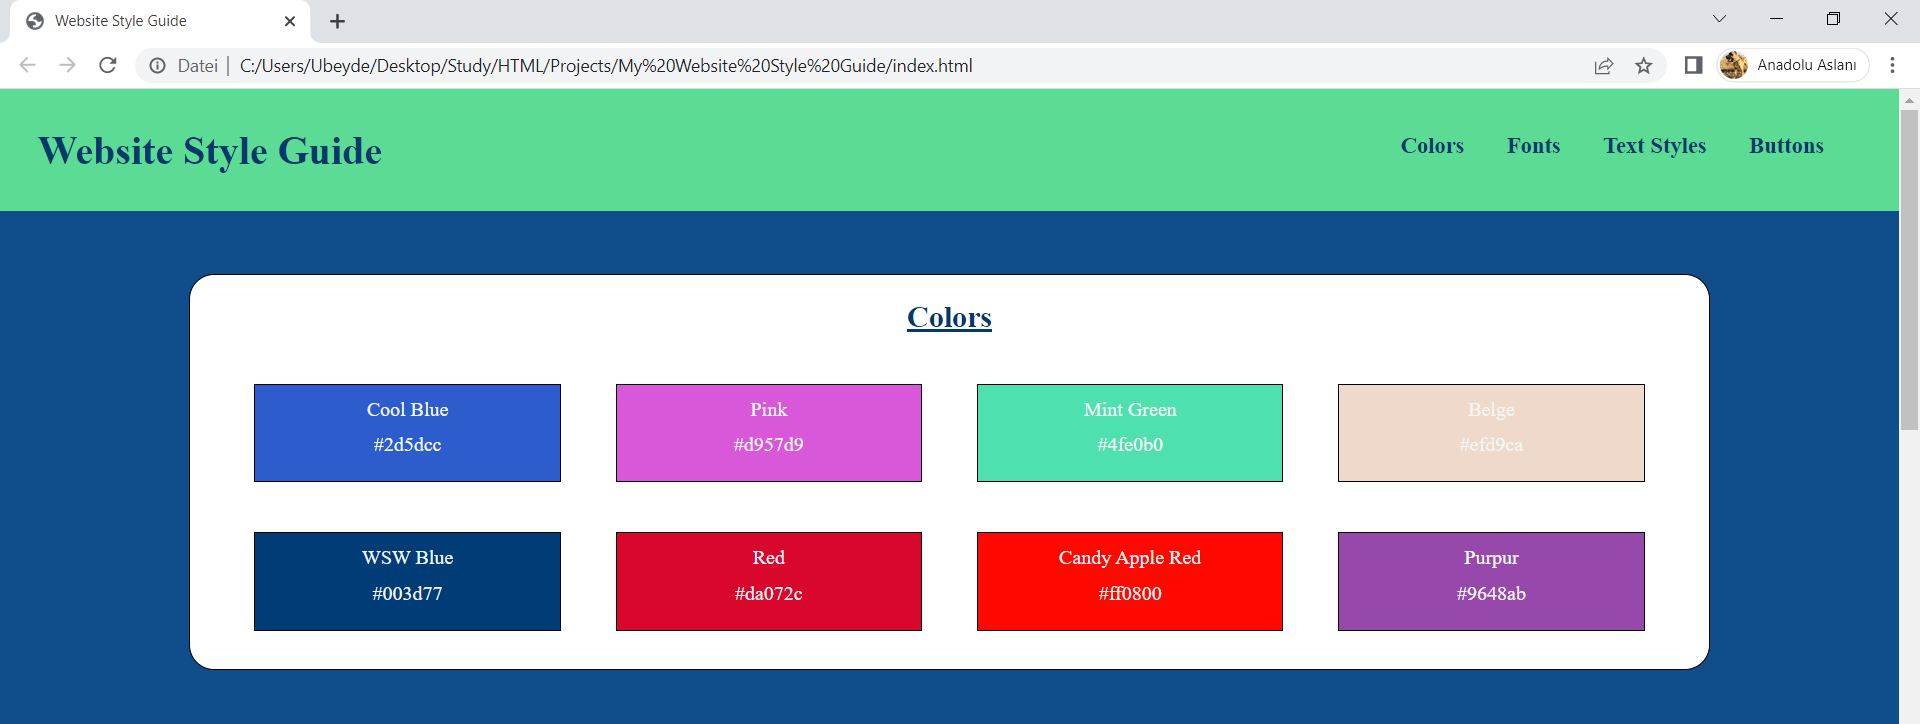 Website Style Guide
Datei
C:/Users/Ubeyde/Desktop/Study/HTML/Projects/My%20Website%20Style%20Guide/index.html
Anadolu Aslanı
Website Style Guide
Colors Fonts Text Styles Buttons
Colors
Cool Blue
#2d5dcc
Pink
#d957d9
Mint Green
#4fe0b0
Belge
#efd9ca
WSW Blue
#003d77
Red
#da072c
Candy Apple Red
#ff0800
Purpur
#9648ab